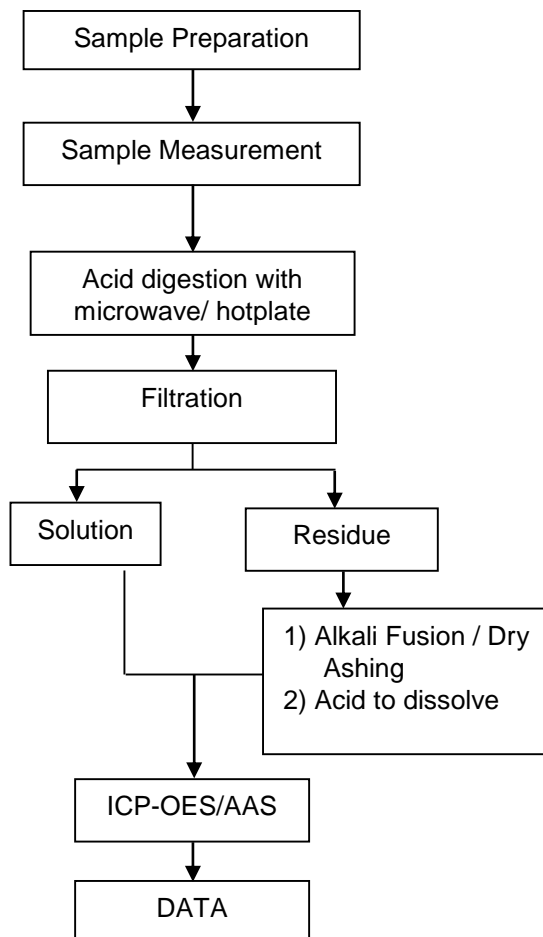 Sample Preparation
Sample Measurement
Acid digestion with
microwave/ hotplate
Filtration
Solution
Residue
1) Alkali Fusion / Dry
Ashing
2) Acid to dissolve
ICP-OES/AAS
DATA